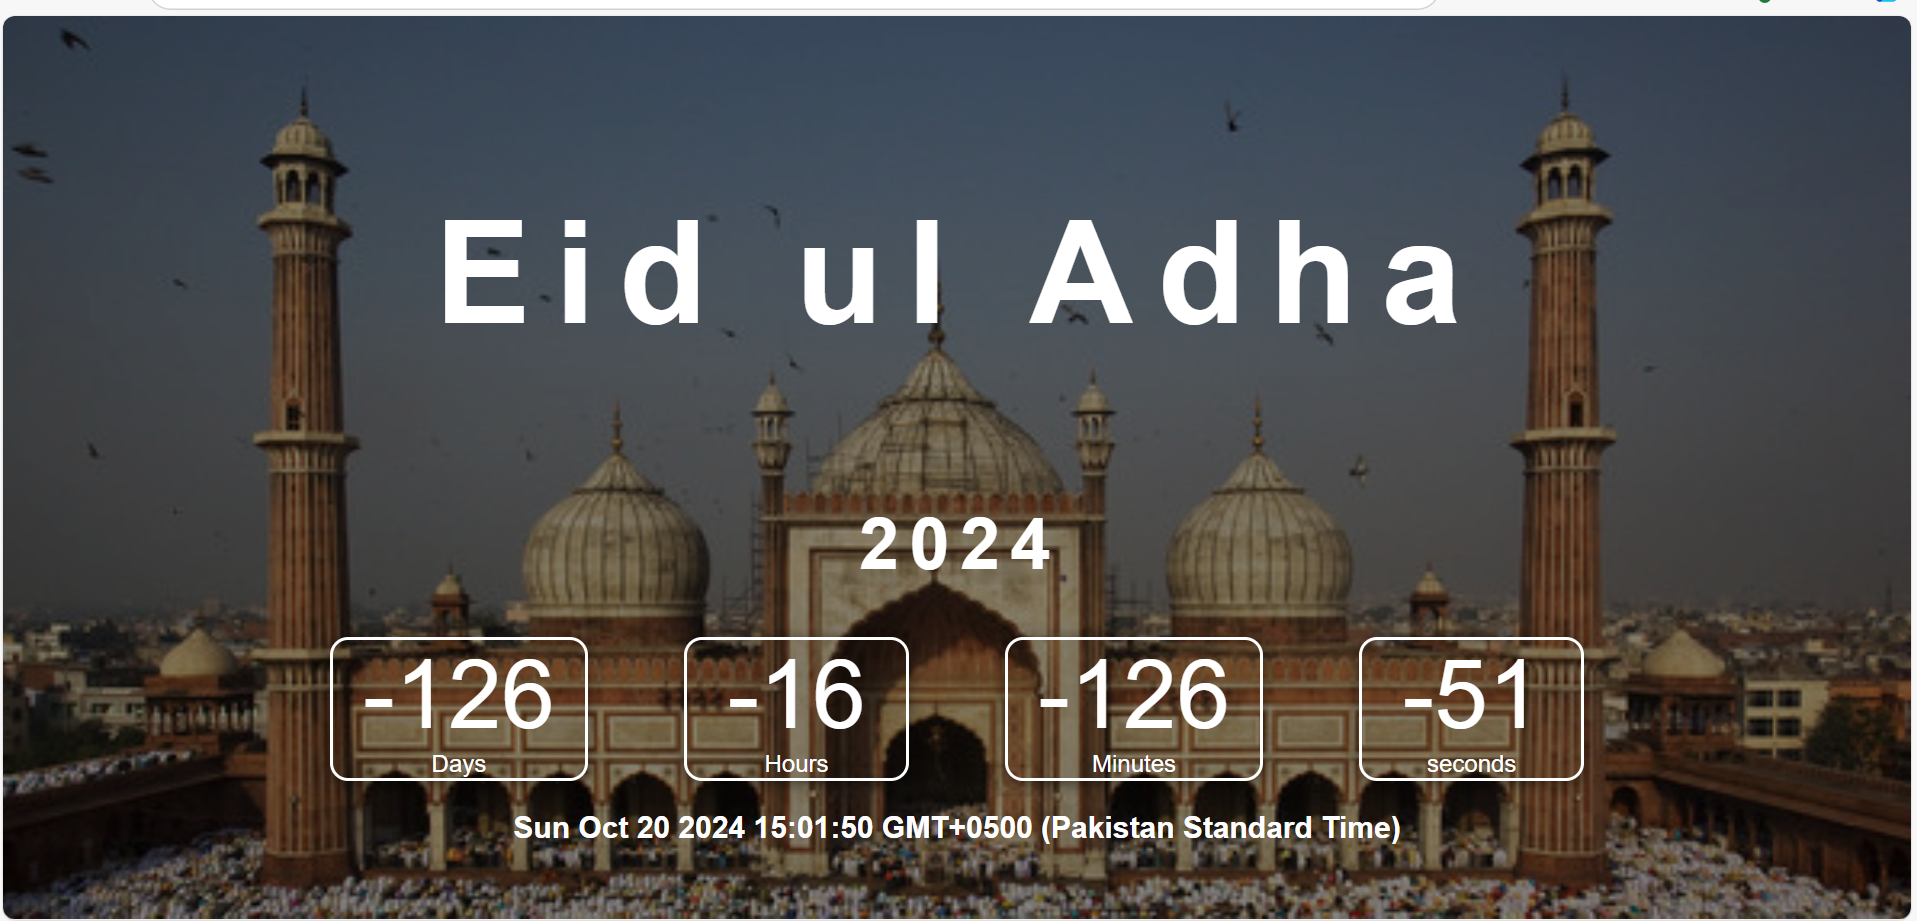 Eid ul Adha
2024
-126 -16 -126 -51
Days Hours Minutes seconds
Sun Oct 20 2024 15:01:50 GMT+0500 (Pakistan Standard Time)